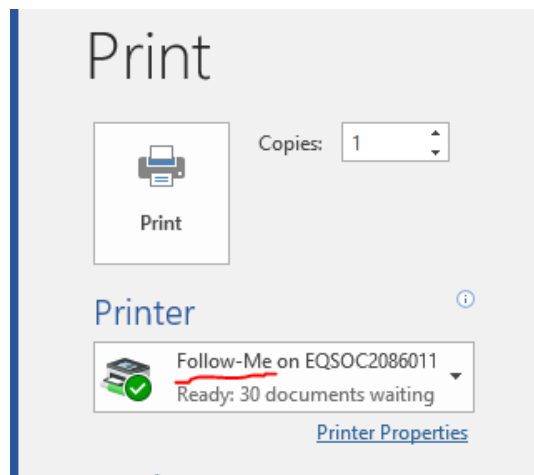 Print
Copies: 1
Print
Printer
Follow-Me on EQSOC2086011
Ready: 30 documents waiting
Printer Properties